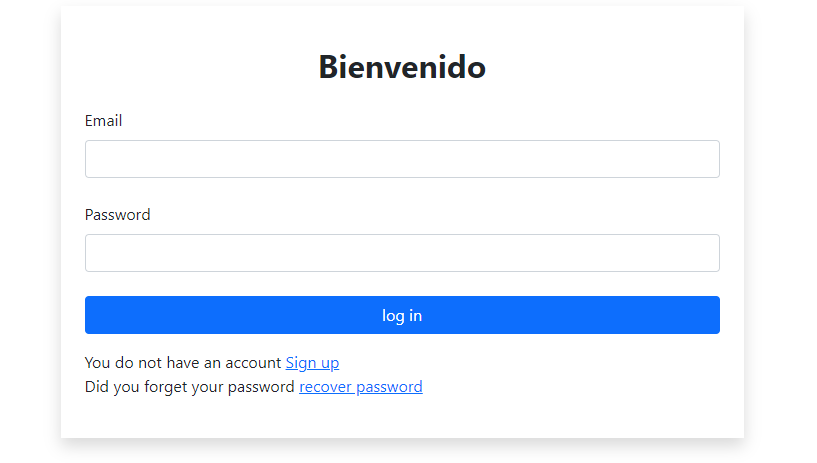 Bienvenido
Email
Password
log in
You do not have an account Sign up
Did you forget your password recover password